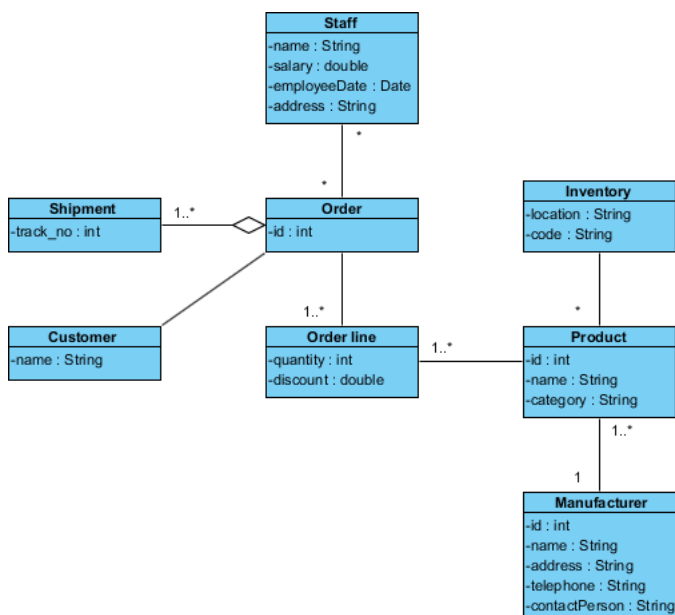 Staff
-name : String
-salary : double
-employeeDate : Date
-address : String
*
*
Shipment
-track_no : int
1..*
Order
-id : int
Inventory
-location : String
-code : String
1..*
*
Customer
-name : String
Order line
-quantity : int
-discount : double
1..*
Product
-id : int
-name : String
-category : String
1..*
1
Manufacturer
-id : int
-name : String
-address : String
-telephone : String
-contactPerson : String